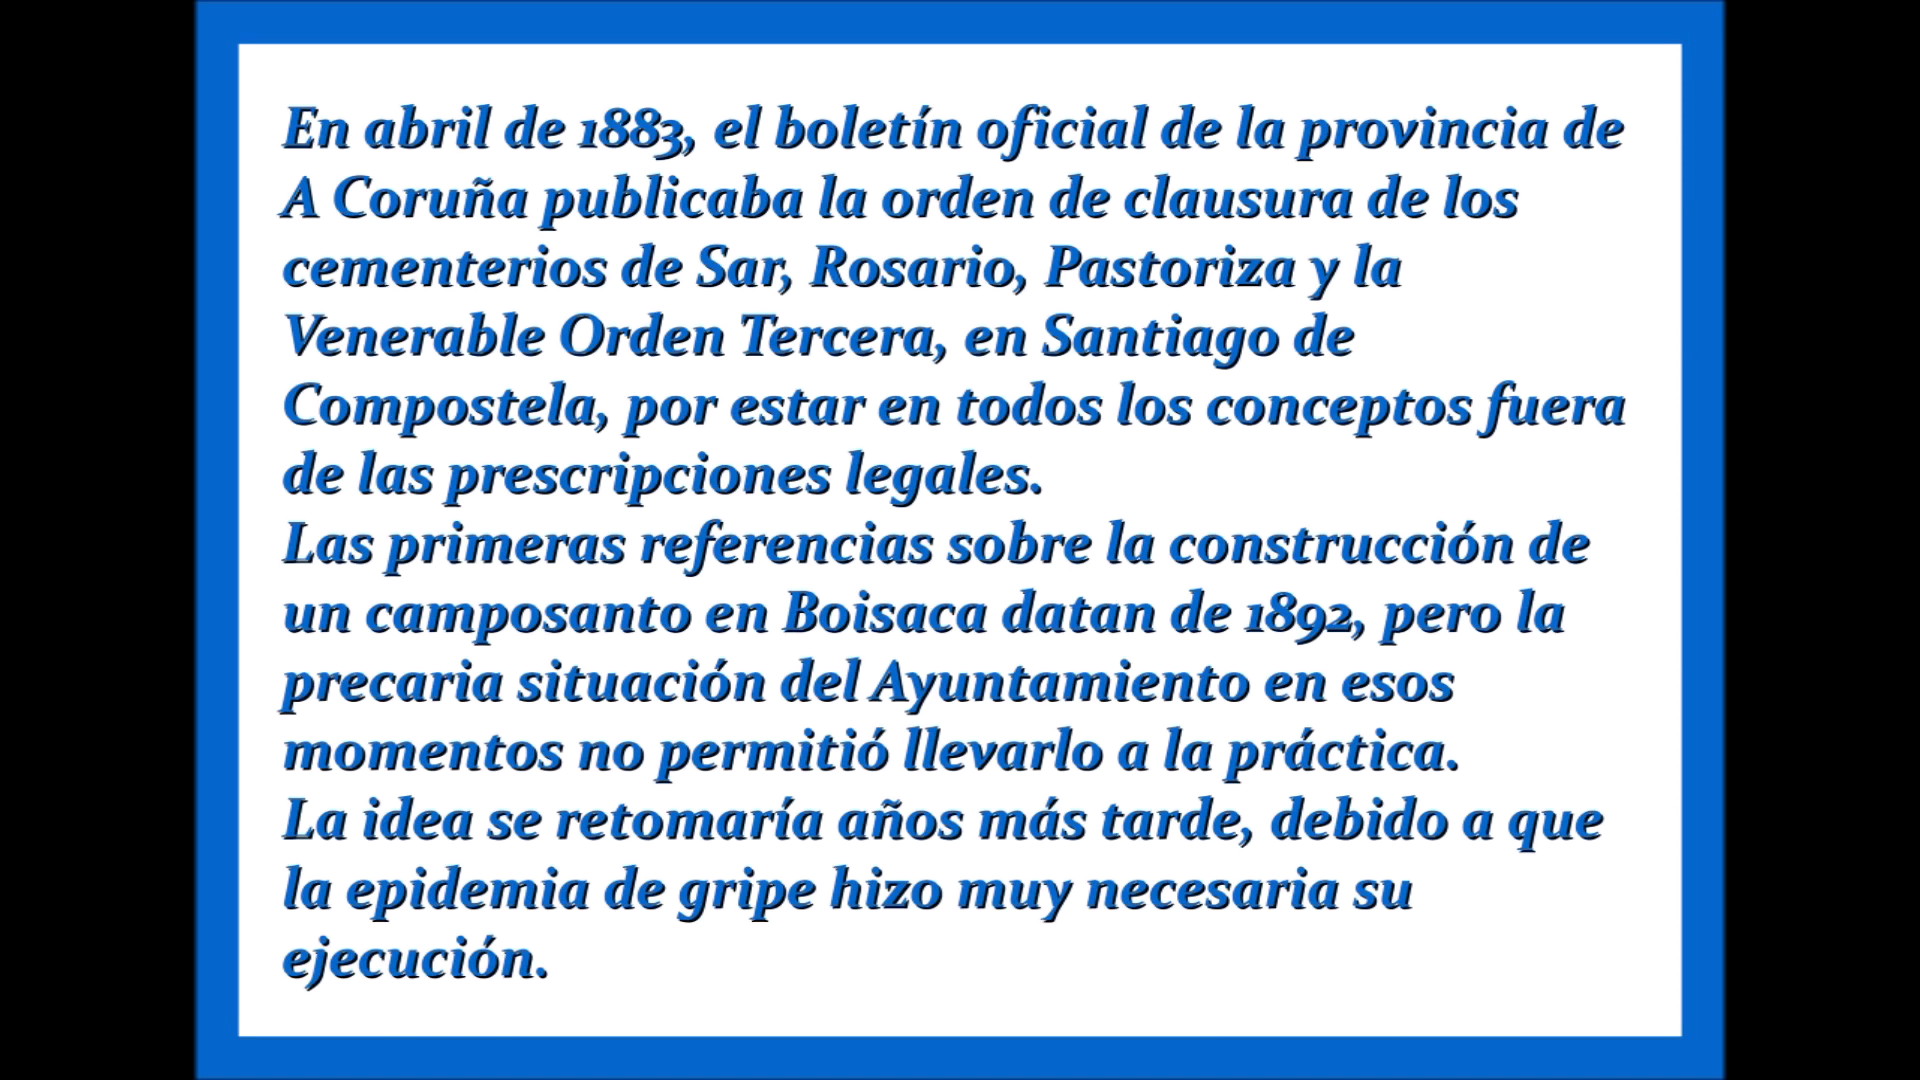 En abril de 1883, el boletín oficial de la provincia de
A Coruña publicaba la orden de clausura de los
cementerios de Sar, Rosario, Pastoriza y la
Venerable Orden Tercera, en Santiago de
Compostela, por estar en todos los conceptos fuera
de las prescripciones legales.
Las primeras referencias sobre la construcción de
un camposanto en Boisaca datan de 1892, pero la
precaria situación del Ayuntamiento en esos
momentos no permitió llevarlo a la práctica.
La idea se retomaría años más tarde, debido a que
la epidemia de gripe hizo muy necesaria su
ejecución.